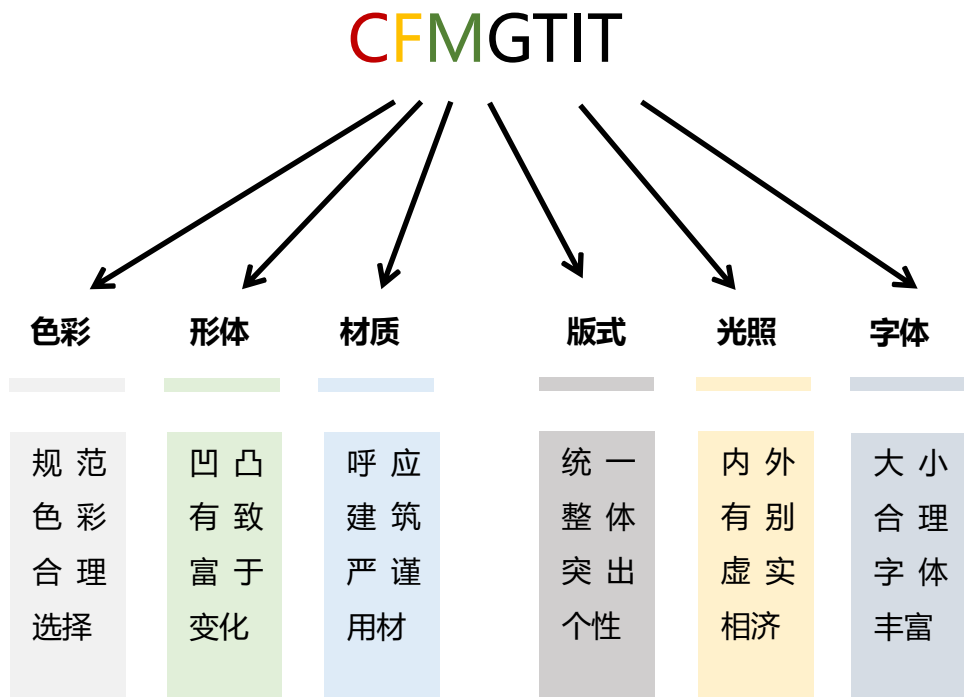 CFMGTIT
色彩 形体 材质 版式 光照 字体
规范
色彩
合理
选择
凹凸
有致
富于
变化
呼应
建筑
严谨
用材
统一
整体
突出
个性
内外
有别
虚实
相济
大小
合理
字体
丰富